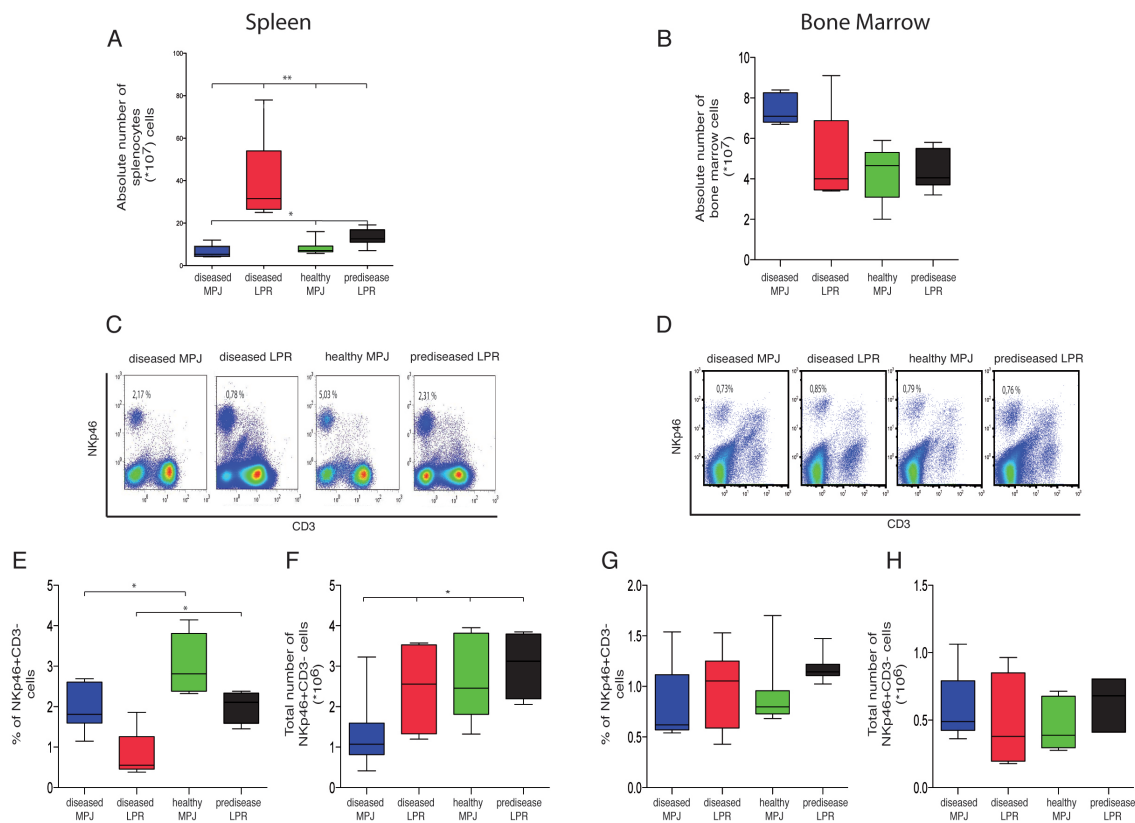 Spleen
Bone Marrow
A
Absolute number of
splenocytes
(*10⁷) cells
100
80
60
40
20
0
**
*
diseased
MPJ
diseased
LPR
healthy
MPJ
predisease
LPR
B
Absolute number of
bone marrow cells
(*10⁷)
10
8
6
4
2
0
diseased
MPJ
diseased
LPR
healthy
MPJ
predisease
LPR
C
diseased MPJ
diseased LPR
healthy MPJ
prediseased LPR
2,17 %
0,78 %
5,03 %
2,31 %
NKp46
CD3
D
diseased MPJ
diseased LPR
healthy MPJ
prediseased LPR
0,73%
0,85%
0,79 %
0,76 %
NKp46
CD3
E
% of NKp46+CD3-
cells
5
4
3
2
1
0
*
*
diseased
MPJ
diseased
LPR
healthy
MPJ
predisease
LPR
F
Total number of
NKp46+CD3- cells
(*10⁶)
5
4
3
2
1
0
*
diseased
MPJ
diseased
LPR
healthy
MPJ
predisease
LPR
G
% of NKp46+CD3-
cells
2.0
1.5
1.0
0.5
0.0
diseased
MPJ
diseased
LPR
healthy
MPJ
predisease
LPR
H
Total number of
NKp46+CD3- cells
(*10⁶)
1.5
1.0
0.5
0.0
diseased
MPJ
diseased
LPR
healthy
MPJ
predisease
LPR